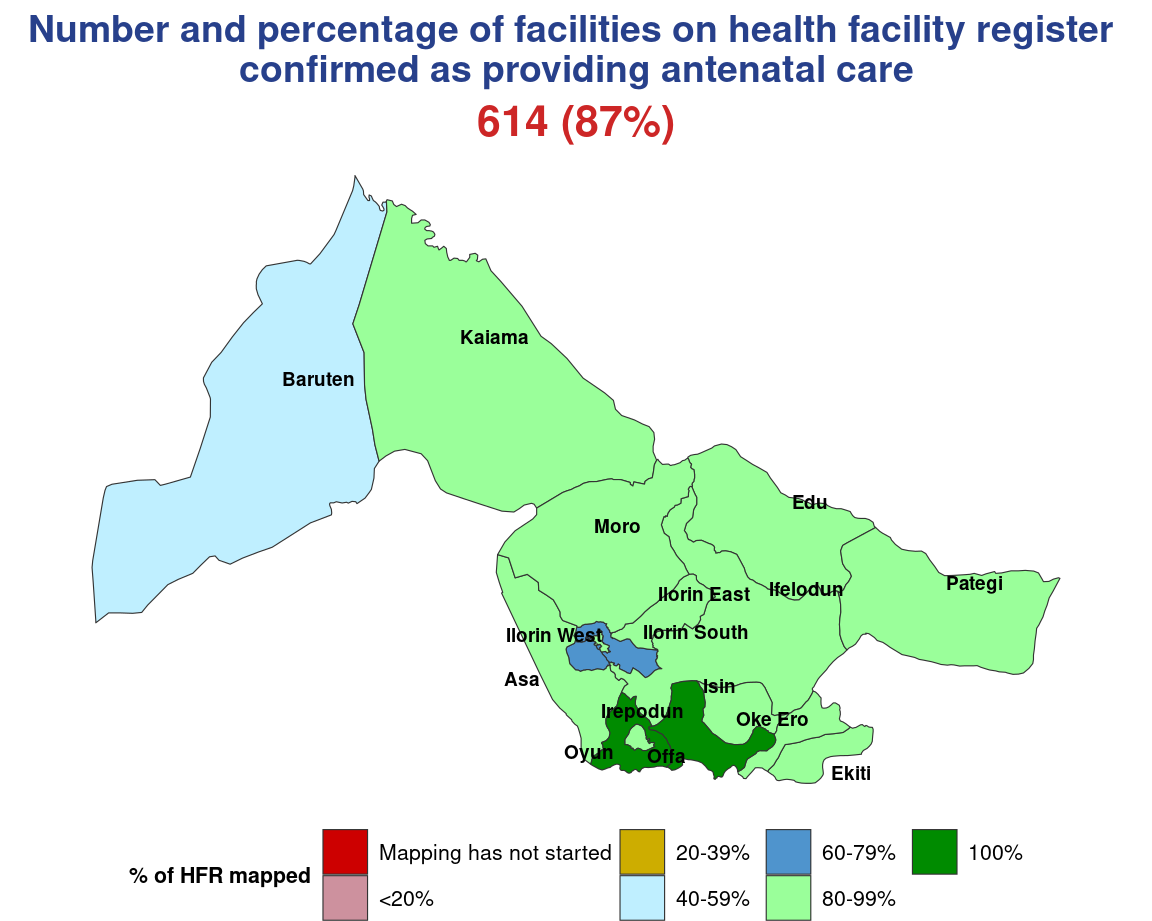 Number and percentage of facilities on health facility register
confirmed as providing antenatal care
614 (87%)
Kaiama
Baruten
Edu
Moro
Pategi
Ifelodun
Ilorin East
Ilorin South
Ilorin West
Asa
Isin
Irepodun
Oke Ero
Oyun
Offa
Ekiti
% of HFR mapped
Mapping has not started
<20%
20-39%
40-59%
60-79%
80-99%
100%